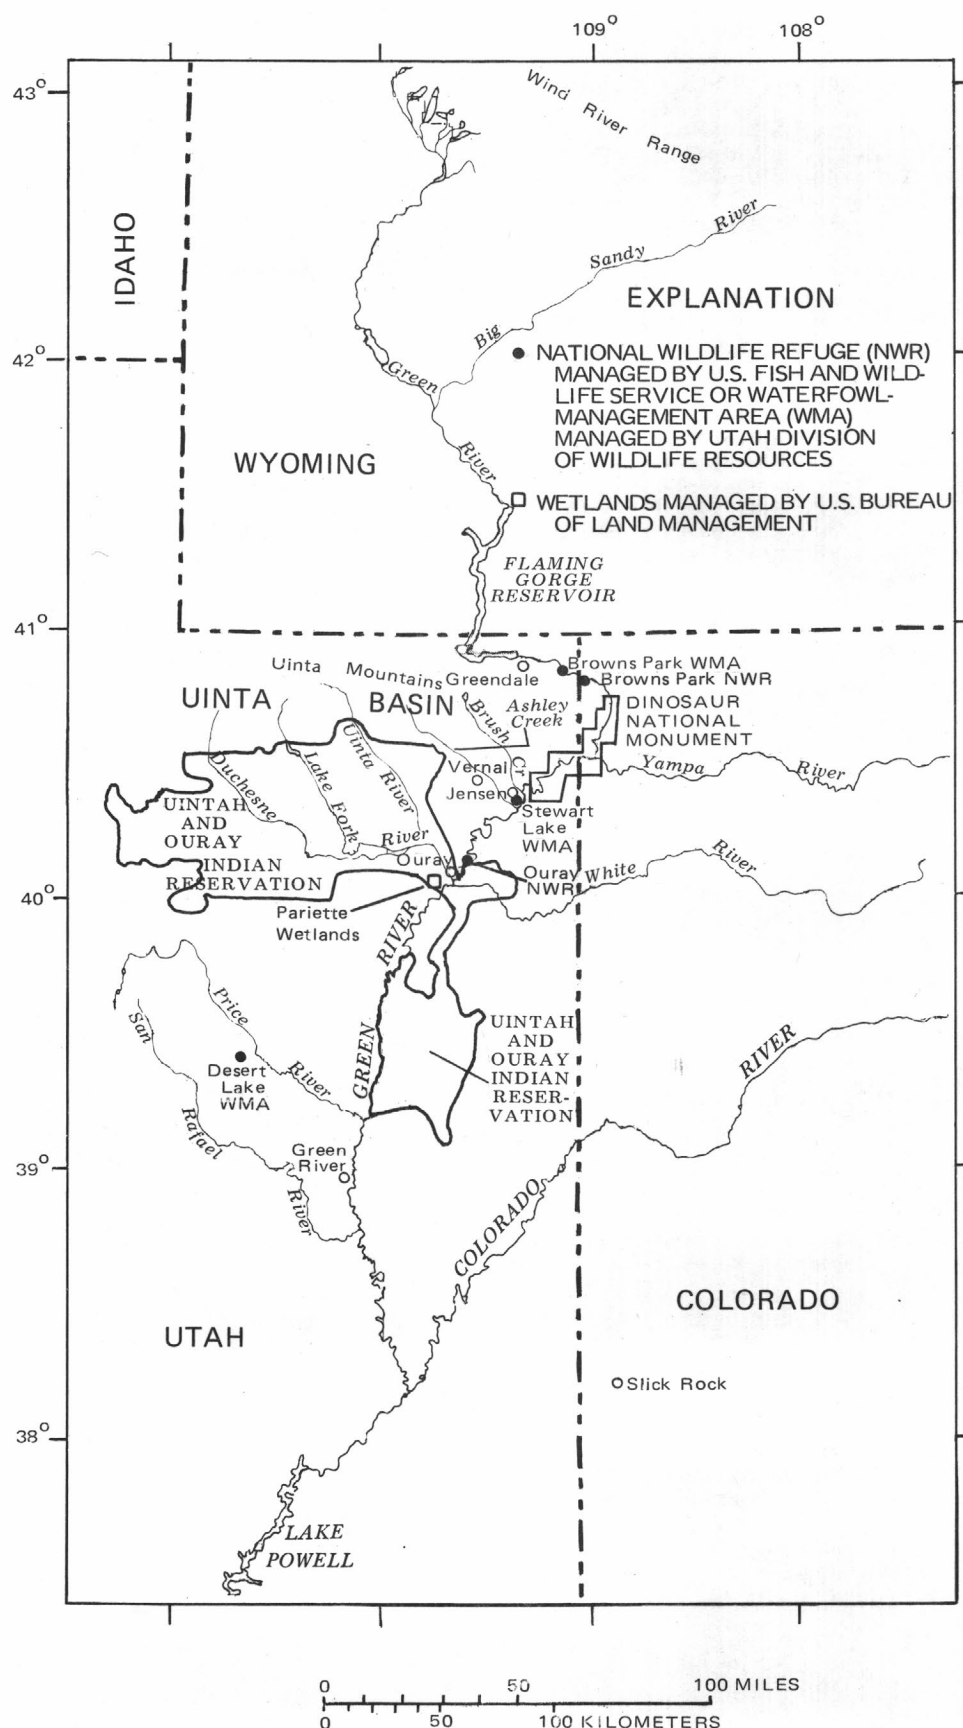 109° 108°
43°
Wind River Range
IDAHO
Big Sandy River
EXPLANATION
42°
NATIONAL WILDLIFE REFUGE (NWR)
MANAGED BY U.S. FISH AND WILD-
LIFE SERVICE OR WATERFOWL-
MANAGEMENT AREA (WMA)
MANAGED BY UTAH DIVISION
OF WILDLIFE RESOURCES
Green River
WYOMING
WETLANDS MANAGED BY U.S. BUREAU
OF LAND MANAGEMENT
FLAMING
GORGE
RESERVOIR
41°
Uinta Mountains
Greendale
Browns Park WMA
Browns Park NWR
UINTA BASIN
Ashley
Creek
Brush Cr
DINOSAUR
NATIONAL
MONUMENT
Duchesne River
Lake Fork
Uinta River
Vernal
Jensen
Yampa River
UINTAH
AND
OURAY
INDIAN
RESERVATION
Stewart
Lake
WMA
Ouray
Ouray
NWR
White River
40°
Pariette
Wetlands
GREEN RIVER
Price River
San Rafael River
Desert
Lake
WMA
UINTAH
AND
OURAY
INDIAN
RESER-
VATION
RIVER
39°
Green
River
COLORADO
COLORADO
UTAH
Slick Rock
38°
LAKE
POWELL
0 50 100 MILES
0 50 100 KILOMETERS